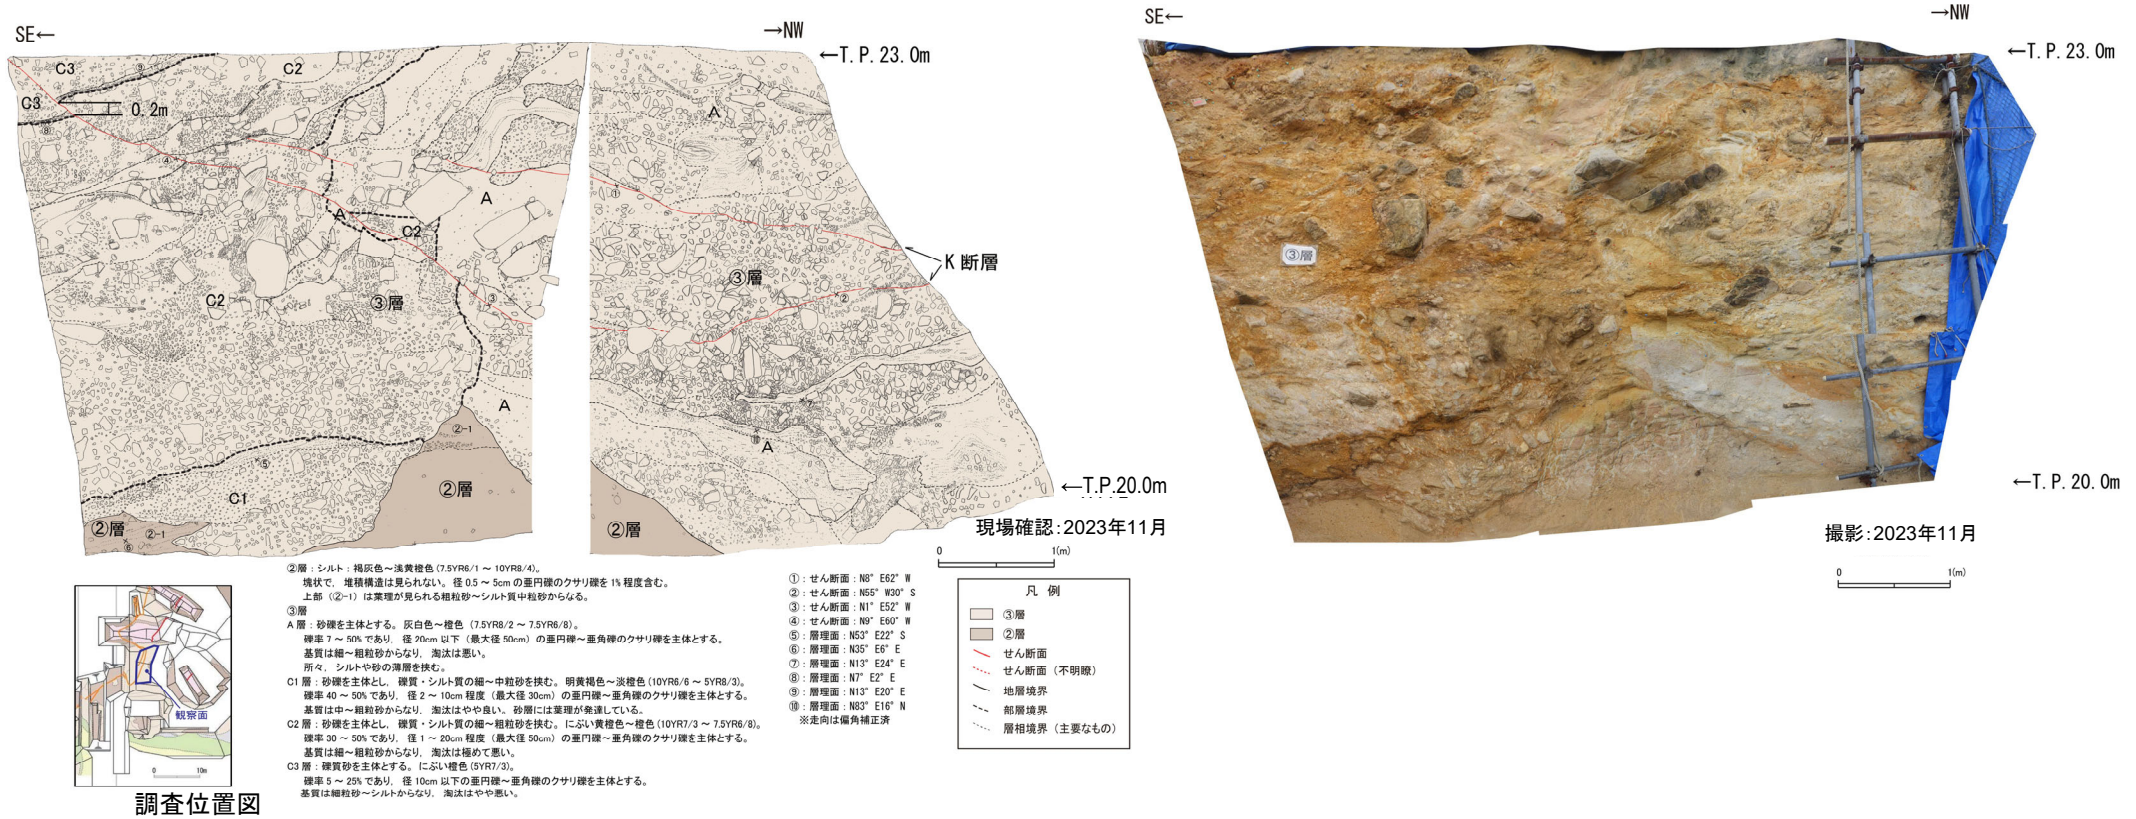 SE←
→NW
←T.P.23.0m
C3
⑨
C2
C3
0.2m
⑧
④
A
①
A
A
C2
K 断層
③層
②
C2
③層
③
⑦
A
②-1
⑩
A
⑤
②層
C1
←T.P.20.0m
②層
②-1
⑥
②層
現場確認：2023年11月
0 1(m)
②層：シルト：褐灰色～浅黄橙色 (7.5YR6/1 ～ 10YR8/4)。
塊状で、堆積構造は見られない。径 0.5 ～ 5cm の亜円礫のクサリ礫を 1% 程度含む。
上部（②-1）は葉理が見られる粗粒砂～シルト質中粒砂からなる。
③層
A 層：砂礫を主体とする。灰白色～橙色（7.5YR8/2 ～ 7.5YR6/8）。
礫率 7 ～ 50% であり、径 20cm 以下（最大径 50cm）の亜円礫～亜角礫のクサリ礫を主体とする。
基質は細～粗粒砂からなり、淘汰は悪い。
所々、シルトや砂の薄層を挟む。
C1 層：砂礫を主体とし、礫質・シルト質の細～中粒砂を挟む。明黄褐色～淡橙色 (10YR6/6 ～ 5YR8/3)。
礫率 40 ～ 50% であり、径 2 ～ 10cm 程度（最大径 30cm）の亜円礫～亜角礫のクサリ礫を主体とする。
基質は中～粗粒砂からなり、淘汰はやや良い。砂層には葉理が発達している。
C2 層：砂礫を主体とし、礫質・シルト質の細～粗粒砂を挟む。にぶい黄橙色～橙色 (10YR7/3 ～ 7.5YR6/8)。
礫率 30 ～ 50% であり、径 1 ～ 20cm 程度（最大径 50cm）の亜円礫～亜角礫のクサリ礫を主体とする。
基質は細～粗粒砂からなり、淘汰は極めて悪い。
C3 層：礫質砂を主体とする。にぶい橙色 (5YR7/3)。
礫率 5 ～ 25% であり、径 10cm 以下の亜円礫～亜角礫のクサリ礫を主体とする。
基質は細粒砂～シルトからなり、淘汰はやや悪い。
①：せん断面：N8° E62° W
②：せん断面：N55° W30° S
③：せん断面：N1° E52° W
④：せん断面：N9° E60° W
⑤：層理面：N53° E22° S
⑥：層理面：N35° E6° E
⑦：層理面：N13° E24° E
⑧：層理面：N7° E2° E
⑨：層理面：N13° E20° E
⑩：層理面：N83° E16° N
※走向は偏角補正済
凡 例
③層
②層
せん断面
せん断面（不明瞭）
地層境界
部層境界
層相境界（主要なもの）
観察面
0 10m
調査位置図
SE←
→NW
←T.P.23.0m
③層
←T.P.20.0m
撮影：2023年11月
0 1(m)